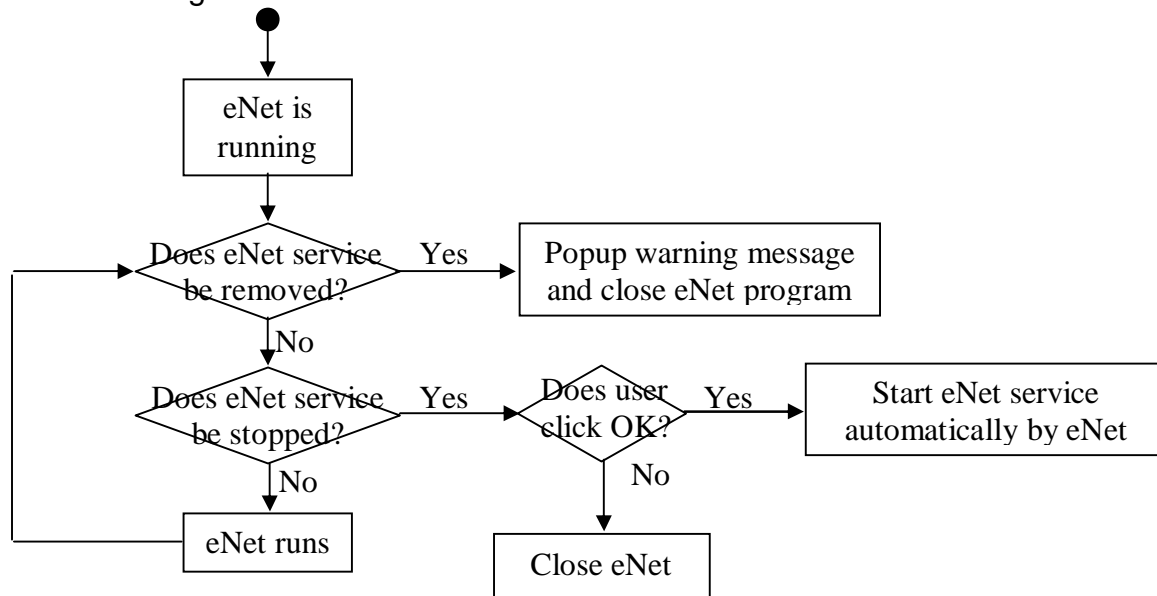 eNet is
running
Does eNet service
be removed?
Yes
Popup warning message
and close eNet program
No
Does eNet service
be stopped?
Yes
Does user
click OK?
Yes
Start eNet service
automatically by eNet
No
No
eNet runs
Close eNet